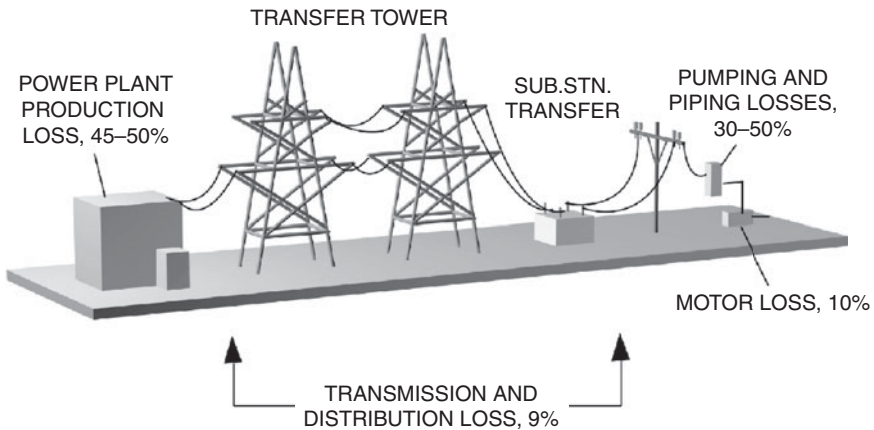 TRANSFER TOWER
POWER PLANT
PRODUCTION
LOSS, 45–50%
SUB.STN.
TRANSFER
PUMPING AND
PIPING LOSSES,
30–50%
MOTOR LOSS, 10%
TRANSMISSION AND
DISTRIBUTION LOSS, 9%